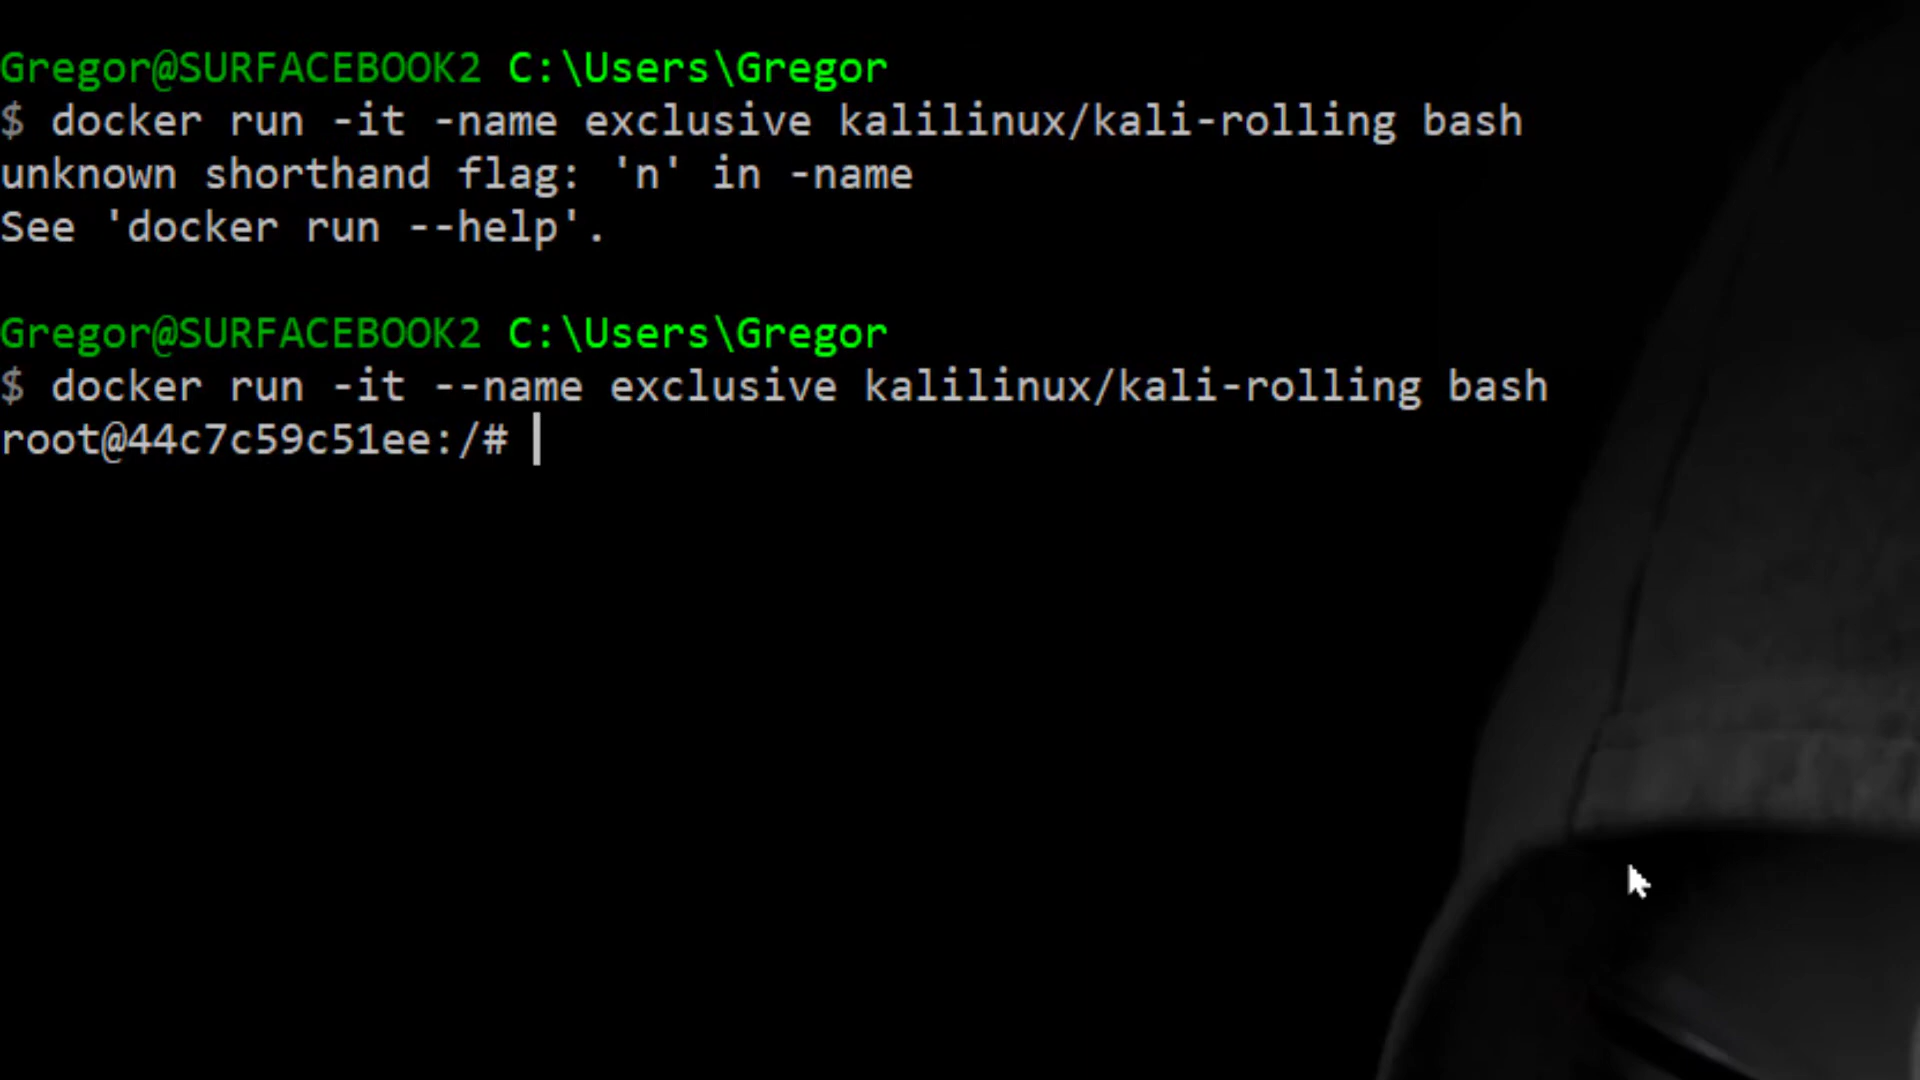 Gregor@SURFACEBOOK2 C:\Users\Gregor
$ docker run -it -name exclusive kalilinux/kali-rolling bash
unknown shorthand flag: 'n' in -name
See 'docker run --help'.
Gregor@SURFACEBOOK2 C:\Users\Gregor
$ docker run -it --name exclusive kalilinux/kali-rolling bash
root@44c7c59c51ee:/#